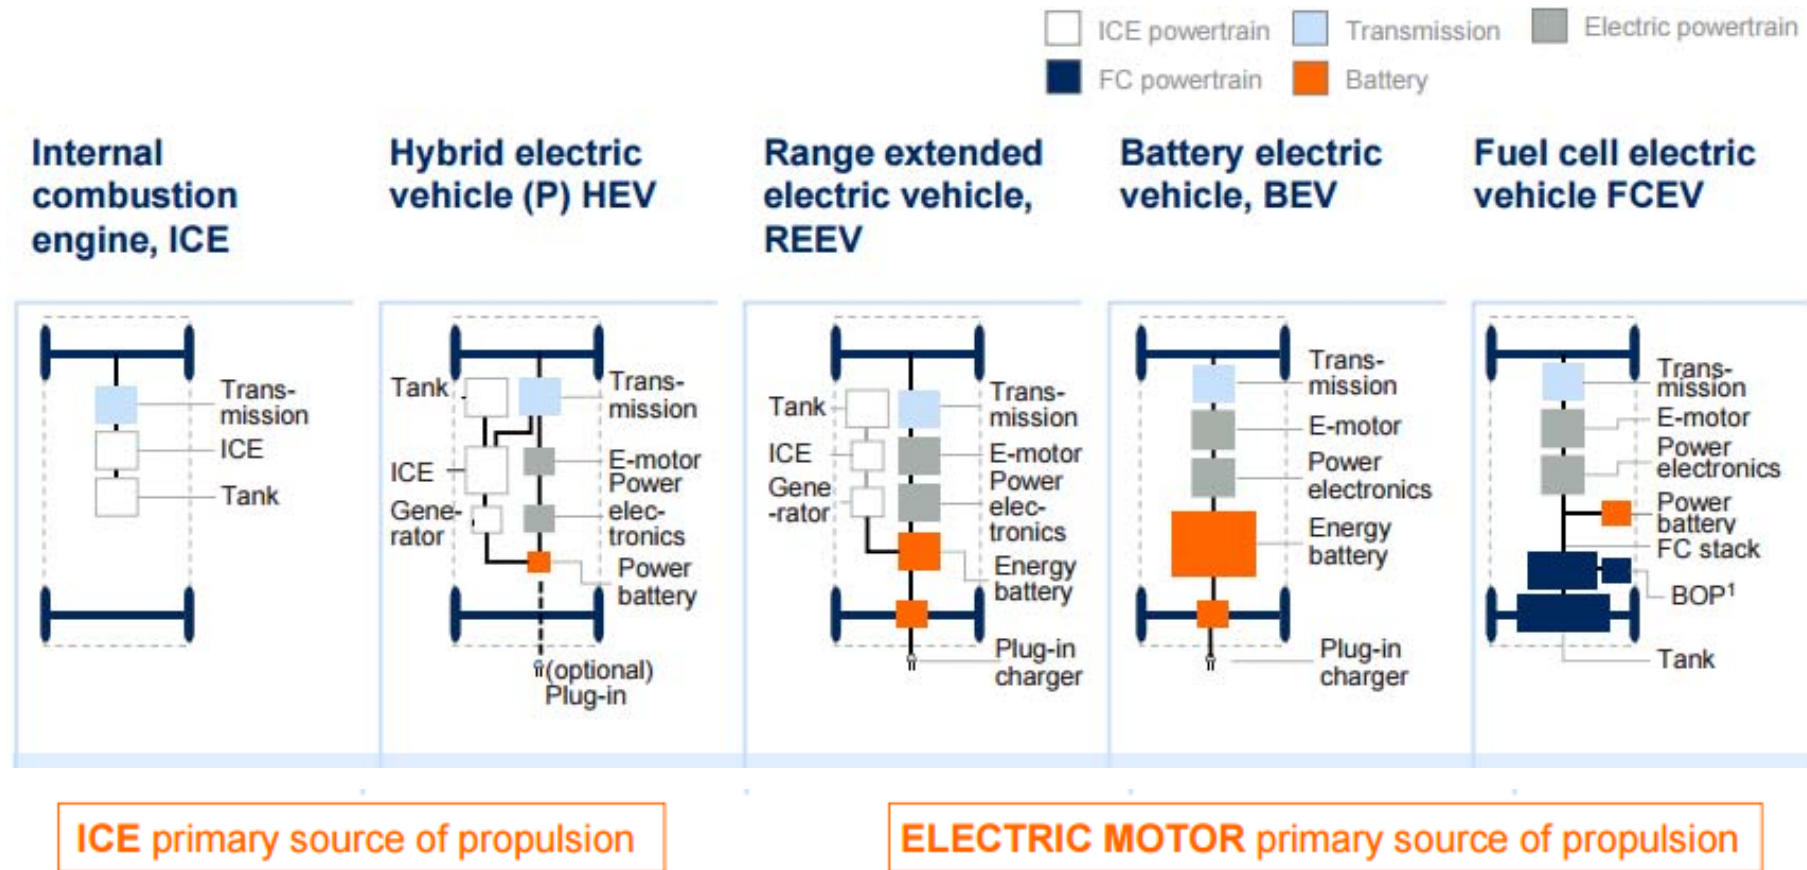 ICE powertrain
Transmission
Electric powertrain
FC powertrain
Battery
Internal
combustion
engine, ICE
Hybrid electric
vehicle (P) HEV
Range extended
electric vehicle,
REEV
Battery electric
vehicle, BEV
Fuel cell electric
vehicle FCEV
Trans-
mission
ICE
Tank
Tank
ICE
Gene-
rator
Trans-
mission
E-motor
Power
elec-
tronics
Power
battery
(optional)
Plug-in
Tank
ICE
Gene
-rator
Trans-
mission
E-motor
Power
elec-
tronics
Energy
battery
Plug-in
charger
Trans-
mission
E-motor
Power
electronics
Energy
battery
Plug-in
charger
Trans-
mission
E-motor
Power
electronics
Power
battery
FC stack
BOP¹
Tank
ICE primary source of propulsion
ELECTRIC MOTOR primary source of propulsion